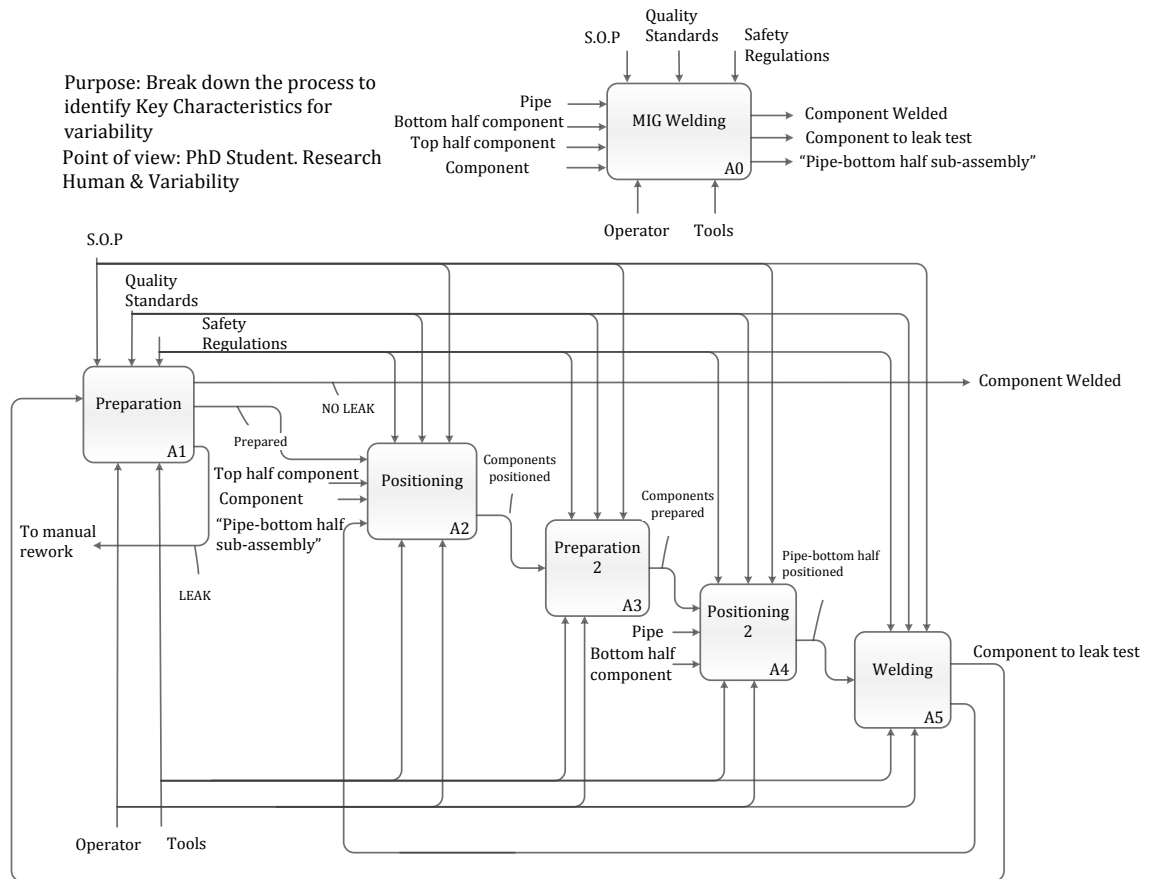 Quality
Standards
S.O.P
Safety
Regulations
Purpose: Break down the process to
identify Key Characteristics for
variability
Point of view: PhD Student. Research
Human & Variability
Pipe
Bottom half component
Top half component
Component
MIG Welding
A0
Component Welded
Component to leak test
“Pipe-bottom half sub-assembly”
Operator
Tools
S.O.P
Quality
Standards
Safety
Regulations
Preparation
A1
NO LEAK
Component Welded
Prepared
Top half component
Component
“Pipe-bottom half
sub-assembly”
Positioning
A2
Components
positioned
To manual
rework
LEAK
Preparation
2
A3
Components
prepared
Pipe
Bottom half
component
Positioning
2
A4
Pipe-bottom half
positioned
Welding
A5
Component to leak test
Operator
Tools